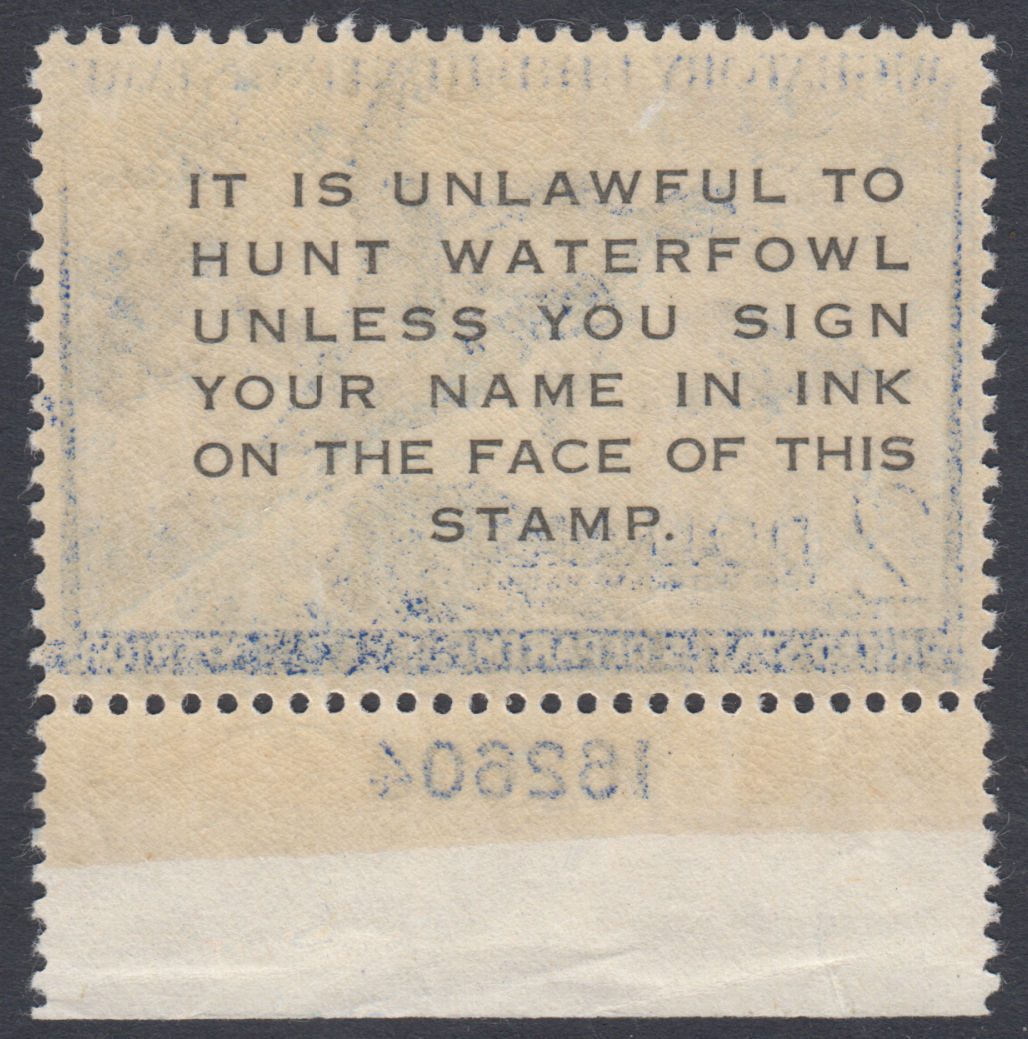 IT IS UNLAWFUL TO
HUNT WATERFOWL
UNLESS YOU SIGN
YOUR NAME IN INK
ON THE FACE OF THIS
STAMP.
162604